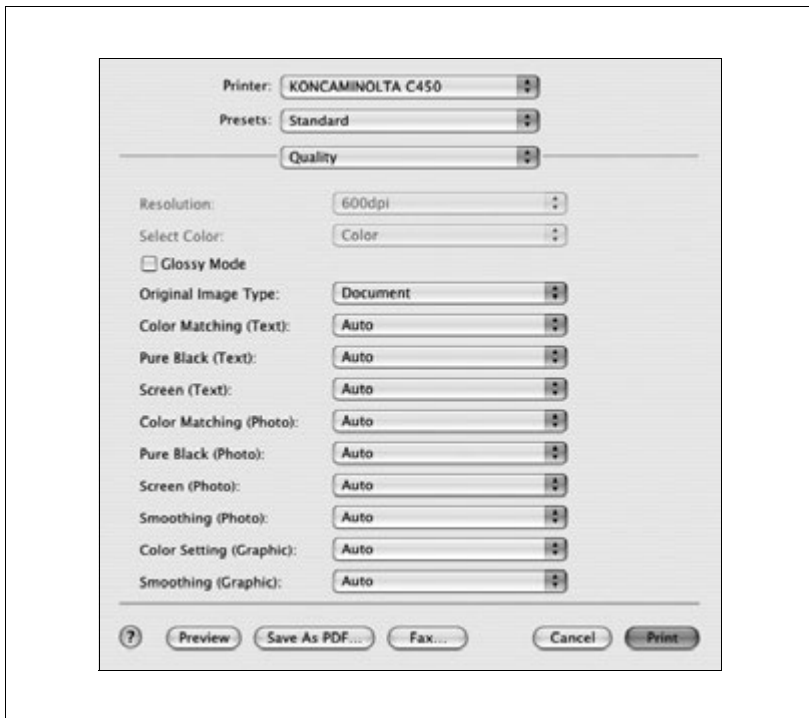 Printer: KONCAMINOLTA C450
Presets: Standard
Quality
Resolution: 600dpi
Select Color: Color
Glossy Mode
Original Image Type: Document
Color Matching (Text): Auto
Pure Black (Text): Auto
Screen (Text): Auto
Color Matching (Photo): Auto
Pure Black (Photo): Auto
Screen (Photo): Auto
Smoothing (Photo): Auto
Color Setting (Graphic): Auto
Smoothing (Graphic): Auto
? Preview Save As PDF... Fax... Cancel Print